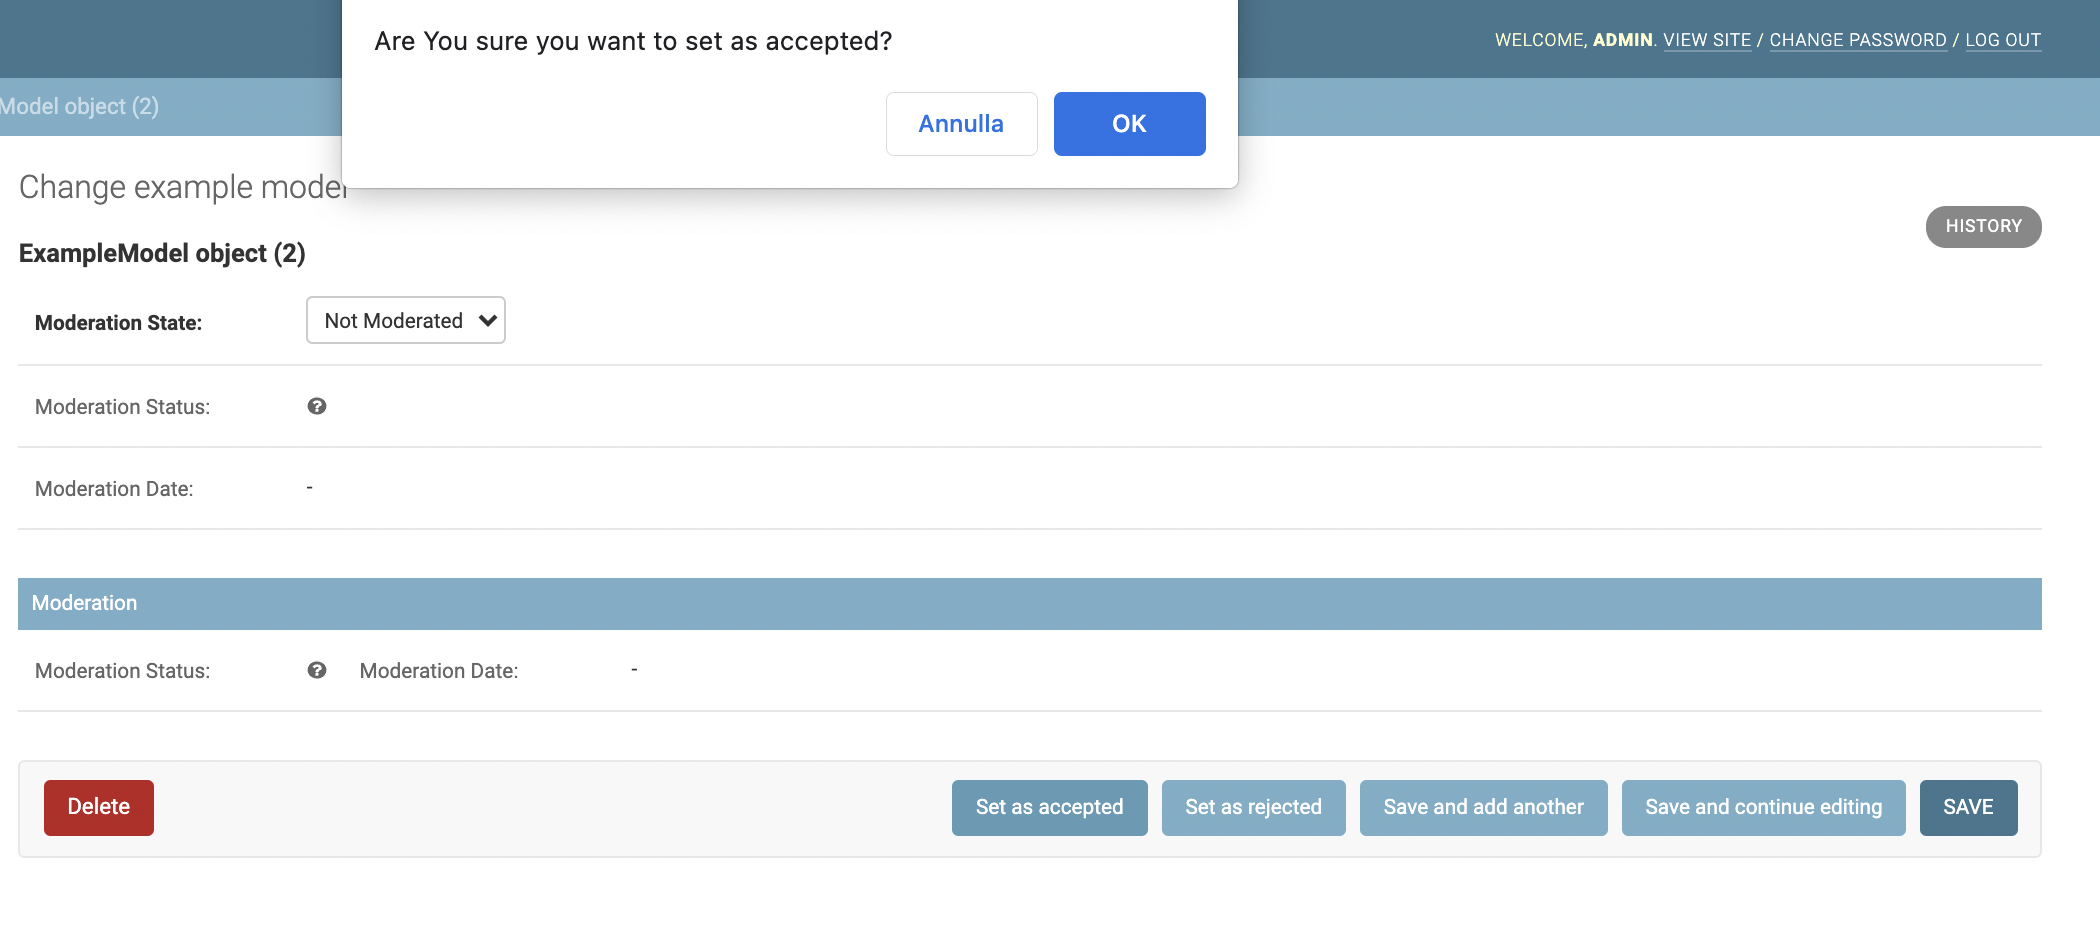 Are You sure you want to set as accepted?
Annulla
OK
WELCOME, ADMIN. VIEW SITE / CHANGE PASSWORD / LOG OUT
Model object (2)
Change example model
HISTORY
ExampleModel object (2)
Moderation State:
Not Moderated
Moderation Status:
Moderation Date:
-
Moderation
Moderation Status:
Moderation Date:
-
Delete
Set as accepted
Set as rejected
Save and add another
Save and continue editing
SAVE